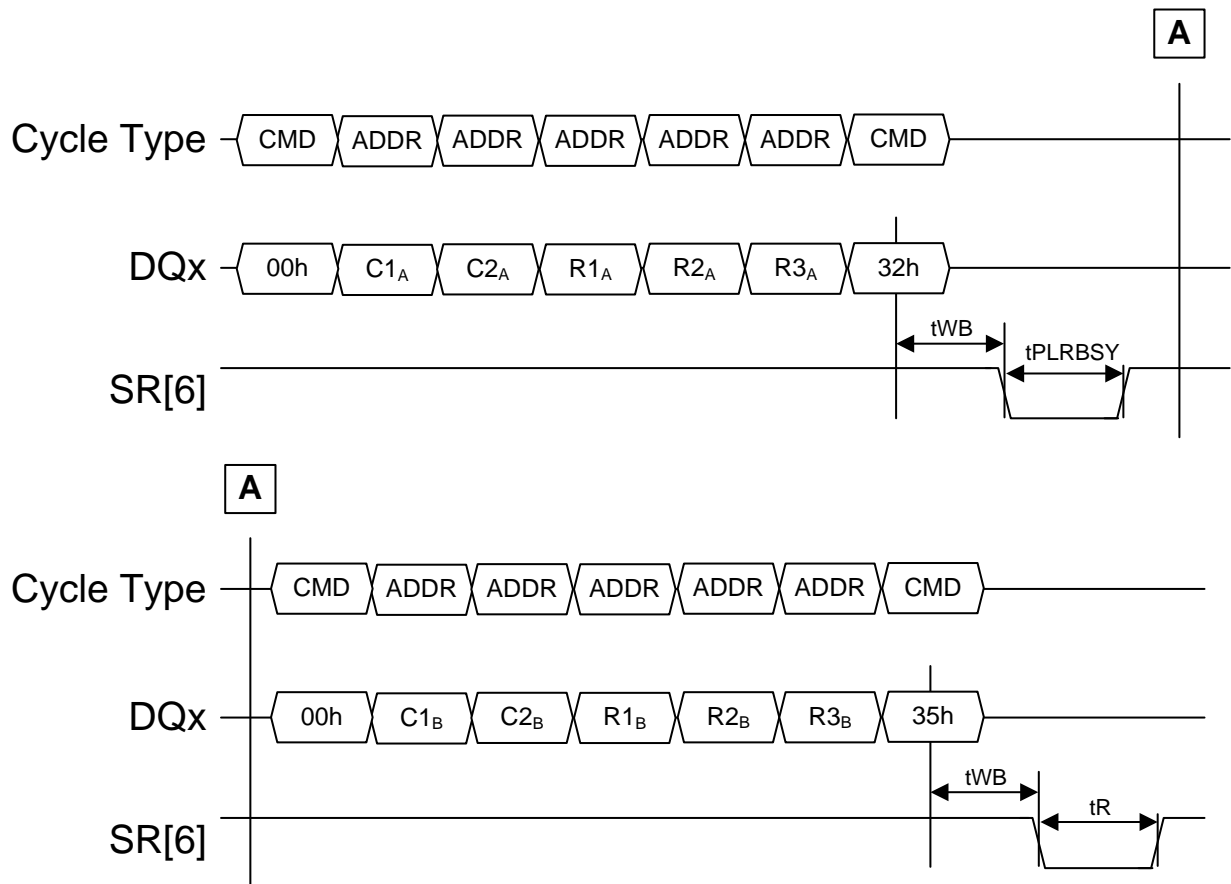 A
Cycle Type CMD ADDR ADDR ADDR ADDR ADDR CMD
DQx 00h C1A C2A R1A R2A R3A 32h
tWB
tPLRBSY
SR[6]
A
Cycle Type CMD ADDR ADDR ADDR ADDR ADDR CMD
DQx 00h C1B C2B R1B R2B R3B 35h
tWB
tR
SR[6]